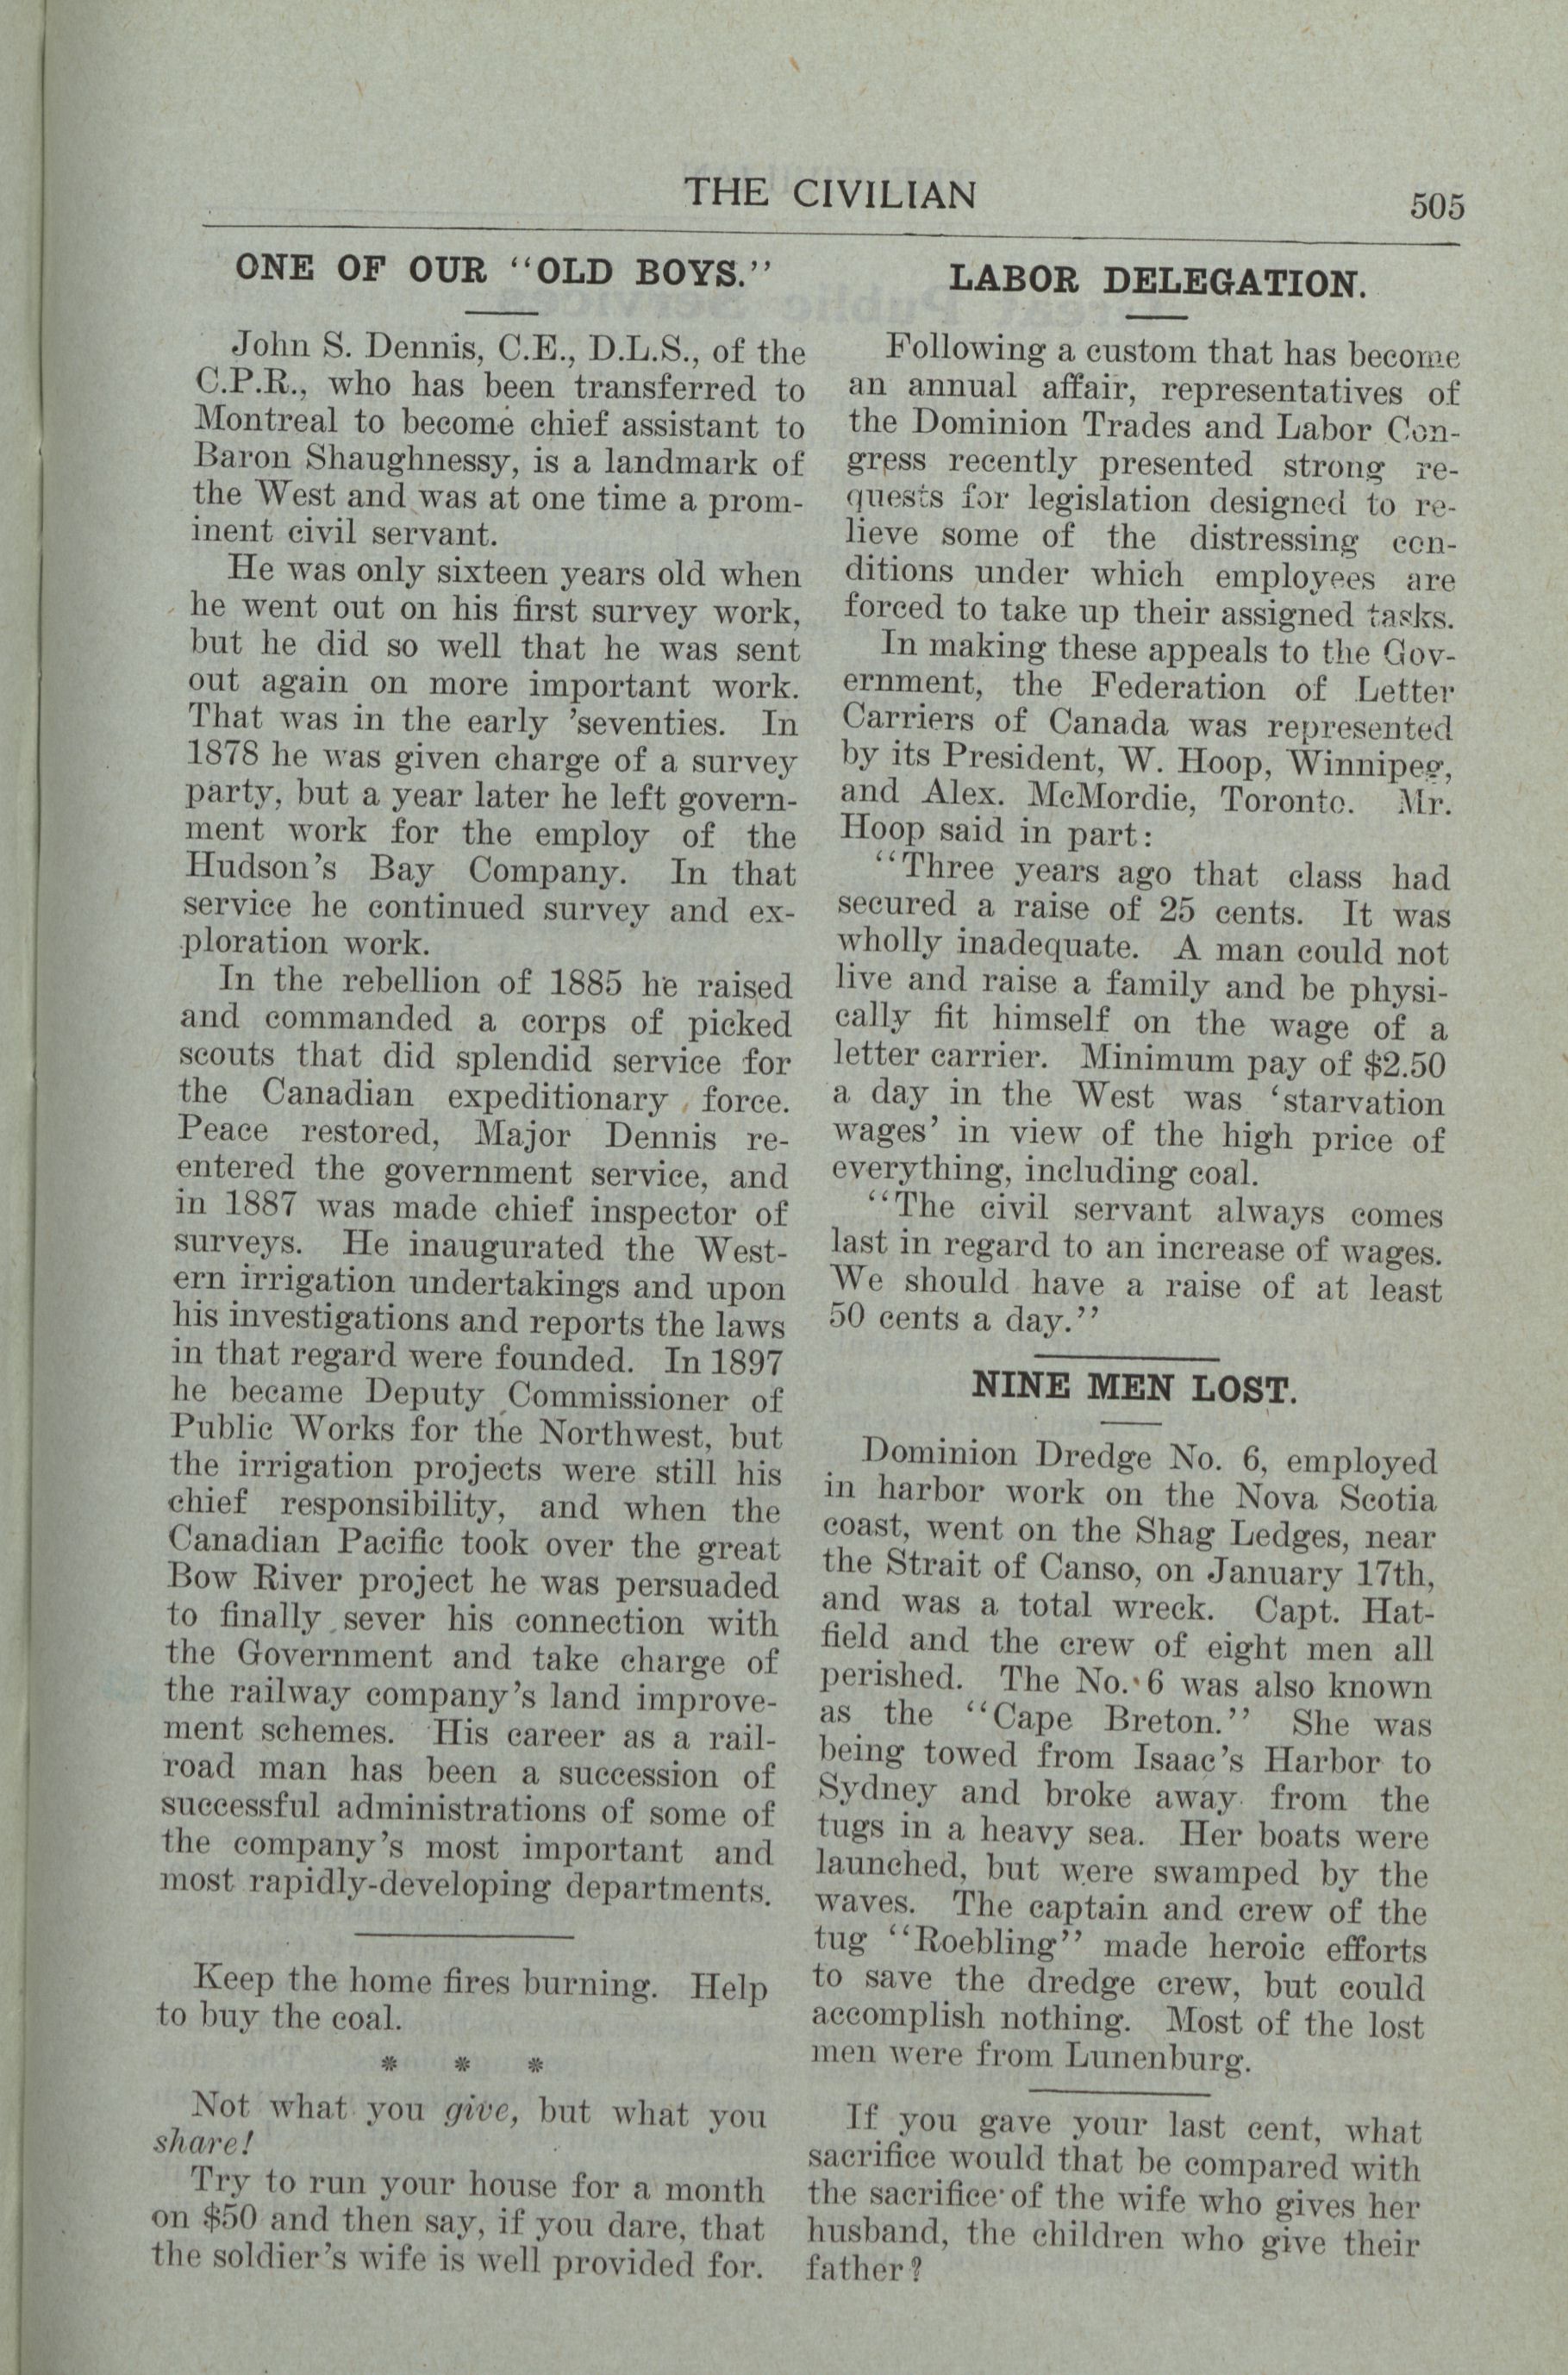 THE CIVILIAN
505
ONE OF OUR "OLD BOYS."
John S. Dennis, C.E., D.L.S., of the
C.P.R., who has been transferred to
Montreal to become chief assistant to
Baron Shaughnessy, is a landmark of
the West and was at one time a prom-
inent civil servant.
He was only sixteen years old when
he went out on his first survey work,
but he did so well that he was sent
out again on more important work.
That was in the early 'seventies. In
1878 he was given charge of a survey
party, but a year later he left govern-
ment work for the employ of the
Hudson's Bay Company. In that
service he continued survey and ex-
ploration work.
In the rebellion of 1885 he raised
and commanded a corps of picked
scouts that did splendid service for
the Canadian expeditionary force.
Peace restored, Major Dennis re-
entered the government service, and
in 1887 was made chief inspector of
surveys. He inaugurated the West-
ern irrigation undertakings and upon
his investigations and reports the laws
in that regard were founded. In 1897
he became Deputy Commissioner of
Public Works for the Northwest, but
the irrigation projects were still his
chief responsibility, and when the
Canadian Pacific took over the great
Bow River project he was persuaded
to finally sever his connection with
the Government and take charge of
the railway company's land improve-
ment schemes. His career as a rail-
road man has been a succession of
successful administrations of some of
the company's most important and
most rapidly-developing departments.
Keep the home fires burning. Help
to buy the coal.
* * *
Not what you give, but what you
share!
Try to run your house for a month
on $50 and then say, if you dare, that
the soldier's wife is well provided for.
LABOR DELEGATION.
Following a custom that has become
an annual affair, representatives of
the Dominion Trades and Labor Con-
gress recently presented strong re-
quests for legislation designed to re-
lieve some of the distressing con-
ditions under which employees are
forced to take up their assigned tasks.
In making these appeals to the Gov-
ernment, the Federation of Letter
Carriers of Canada was represented
by its President, W. Hoop, Winnipeg,
and Alex. McMordie, Toronto. Mr.
Hoop said in part:
"Three years ago that class had
secured a raise of 25 cents. It was
wholly inadequate. A man could not
live and raise a family and be physi-
cally fit himself on the wage of a
letter carrier. Minimum pay of $2.50
a day in the West was 'starvation
wages' in view of the high price of
everything, including coal.
"The civil servant always comes
last in regard to an increase of wages.
We should have a raise of at least
50 cents a day."
NINE MEN LOST.
Dominion Dredge No. 6, employed
in harbor work on the Nova Scotia
coast, went on the Shag Ledges, near
the Strait of Canso, on January 17th,
and was a total wreck. Capt. Hat-
field and the crew of eight men all
perished. The No. 6 was also known
as the "Cape Breton." She was
being towed from Isaac's Harbor to
Sydney and broke away from the
tugs in a heavy sea. Her boats were
launched, but were swamped by the
waves. The captain and crew of the
tug "Roebling" made heroic efforts
to save the dredge crew, but could
accomplish nothing. Most of the lost
men were from Lunenburg.
If you gave your last cent, what
sacrifice would that be compared with
the sacrifice of the wife who gives her
husband, the children who give their
father?